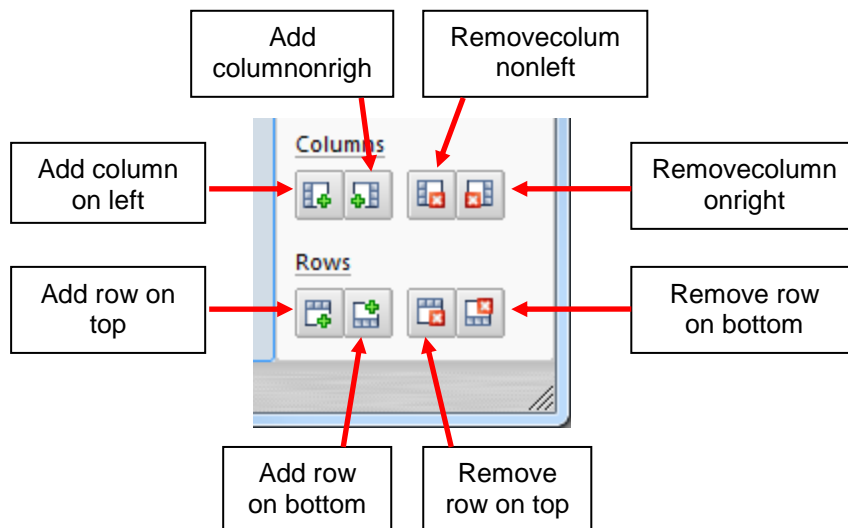 Add
columnonrigh
Removecolum
nonleft
Columns
Add column
on left
Removecolumn
onright
Rows
Add row on
top
Remove row
on bottom
Add row
on bottom
Remove
row on top